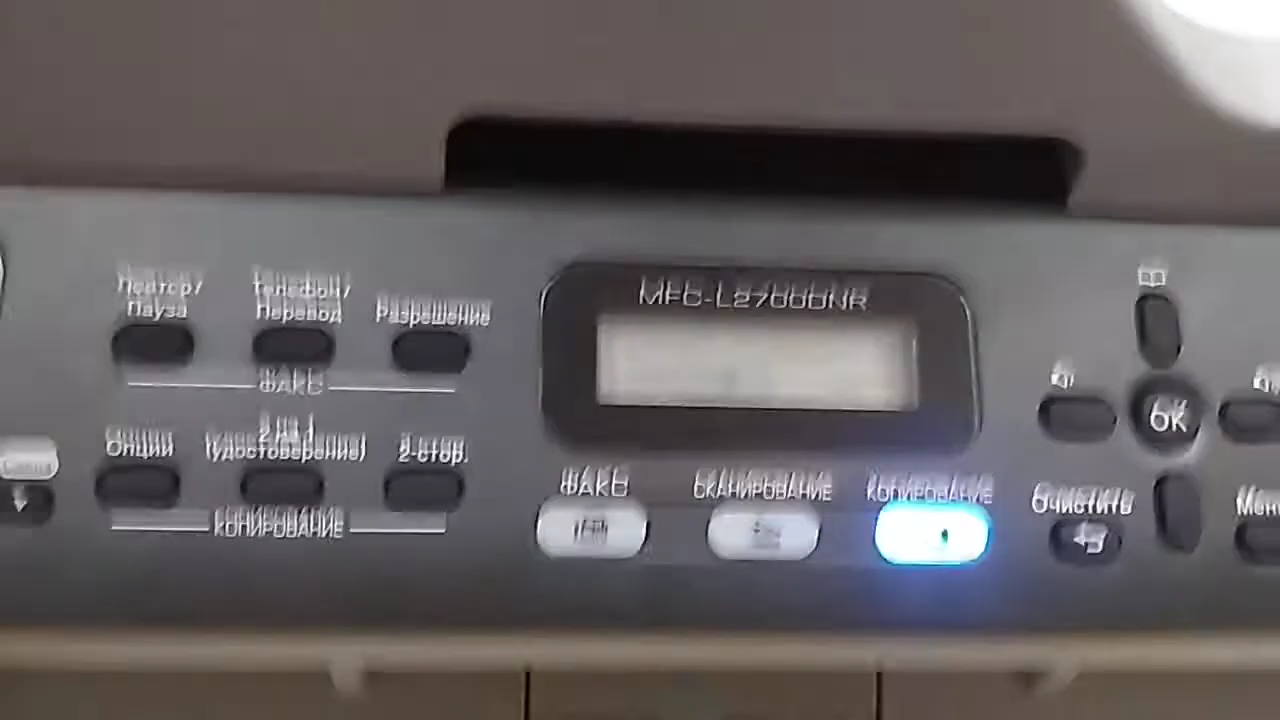 MFC-L2700DNR
Повтор/
Пауза
Телефон/
Перевод
Разрешение
ФАКС
Опции
2 на 1
(удостоверение)
2-стор.
КОПИРОВАНИЕ
ФАКС
СКАНИРОВАНИЕ
КОПИРОВАНИЕ
OK
Очистить